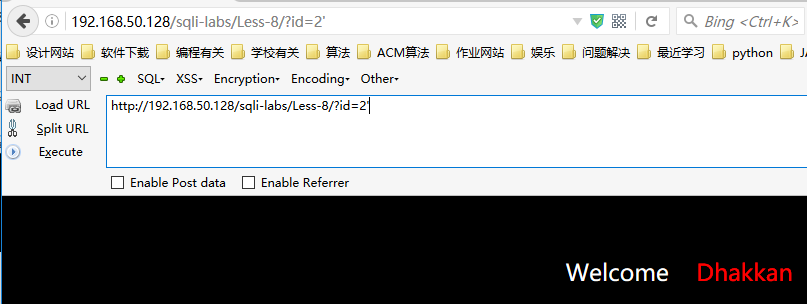 192.168.50.128/sqli-labs/Less-8/?id=2'
Bing <Ctrl+K>
设计网站 软件下载 编程有关 学校有关 算法 ACM算法 作业网站 娱乐 问题解决 最近学习 python
INT SQL XSS Encryption Encoding Other
Load URL
http://192.168.50.128/sqli-labs/Less-8/?id=2'
Split URL
Execute
Enable Post data Enable Referrer
Welcome Dhakkan